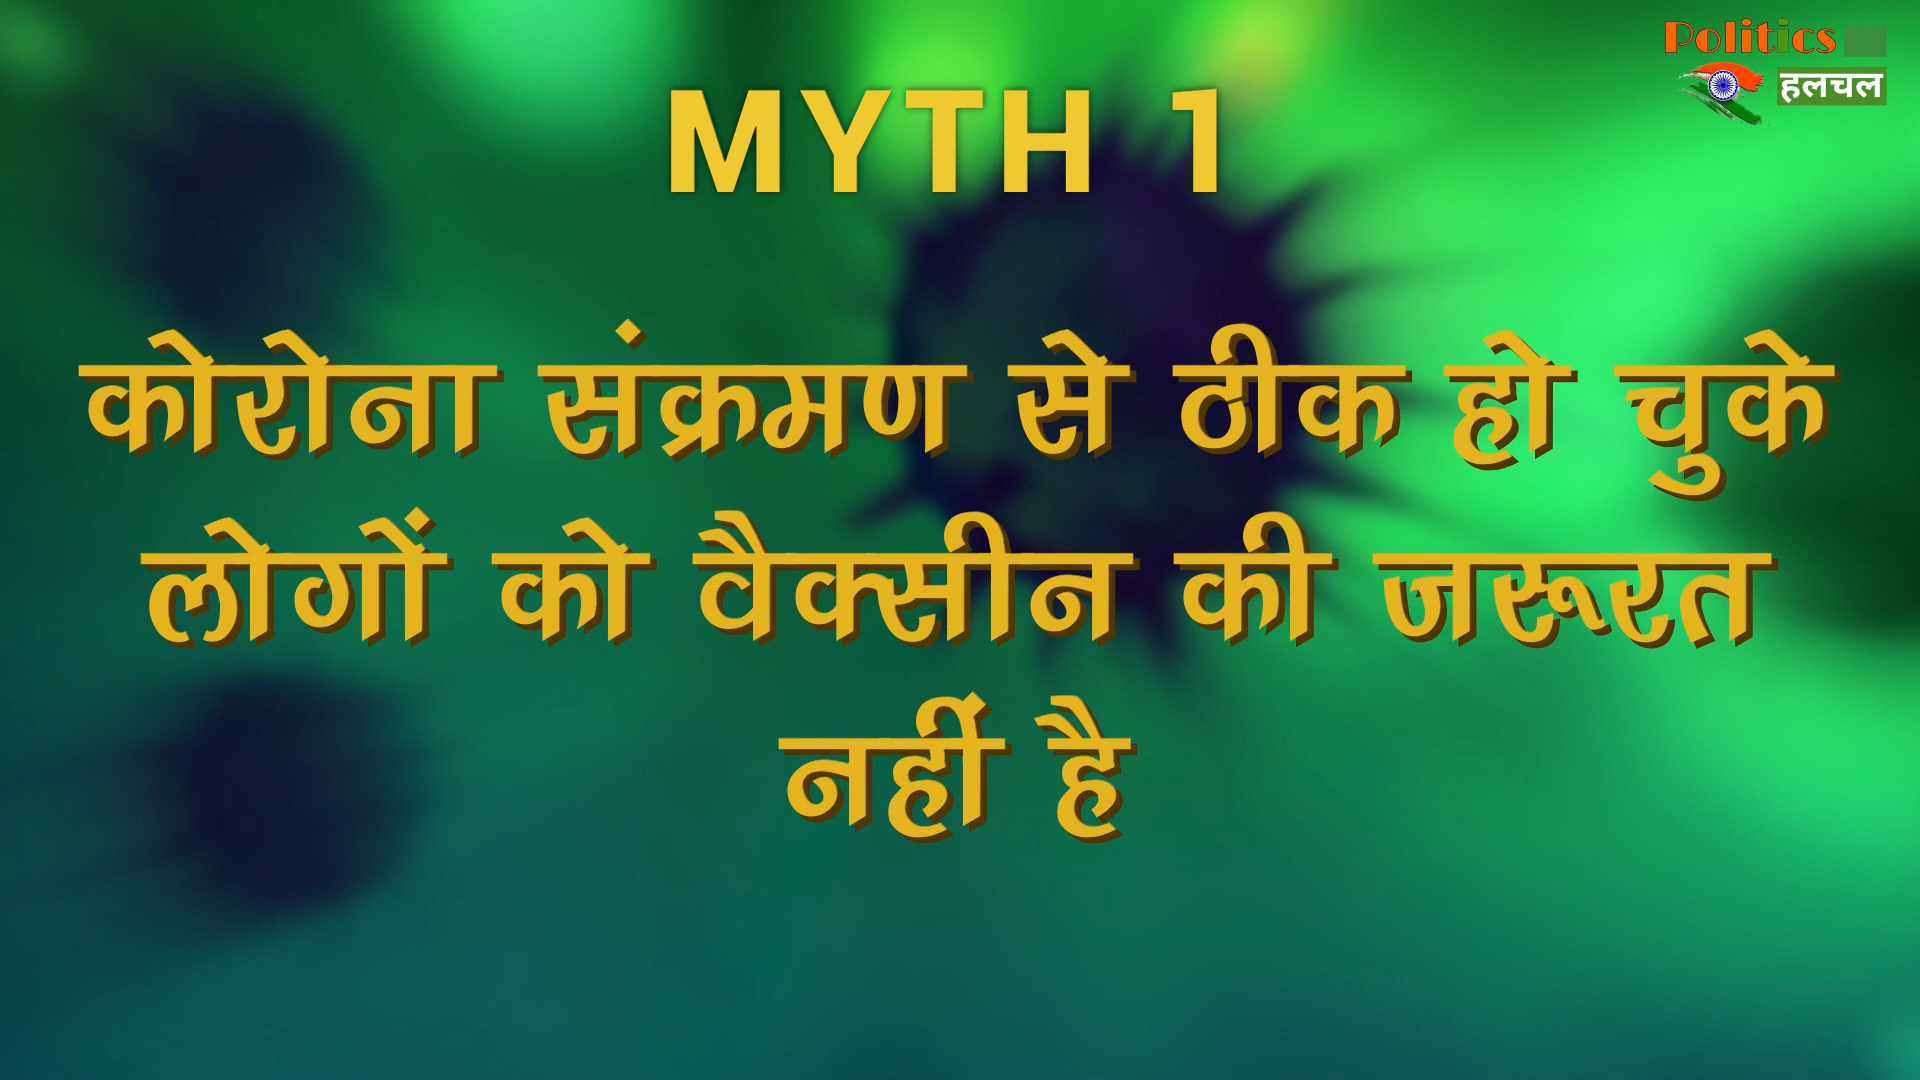 Politics
हलचल
MYTH 1
कोरोना संक्रमण से ठीक हो चुके
लोगों को वैक्सीन की जरूरत
नहीं है